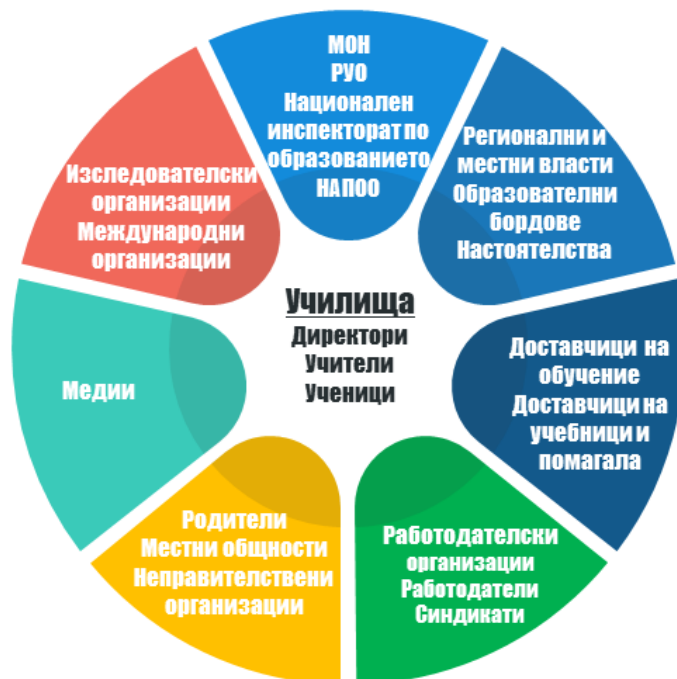 МОН
РУО
Национален
инспекторат по
образованието
НАПОО
Регионални и
местни власти
Образователни
бордове
Настоятелства
Доставчици на
обучение
Доставчици на
учебници и
помагала
Работодателски
организации
Работодатели
Синдикати
Родители
Местни общности
Неправителствени
организации
Медии
Изследователски
организации
Международни
организации
Училища
Директори
Учители
Ученици